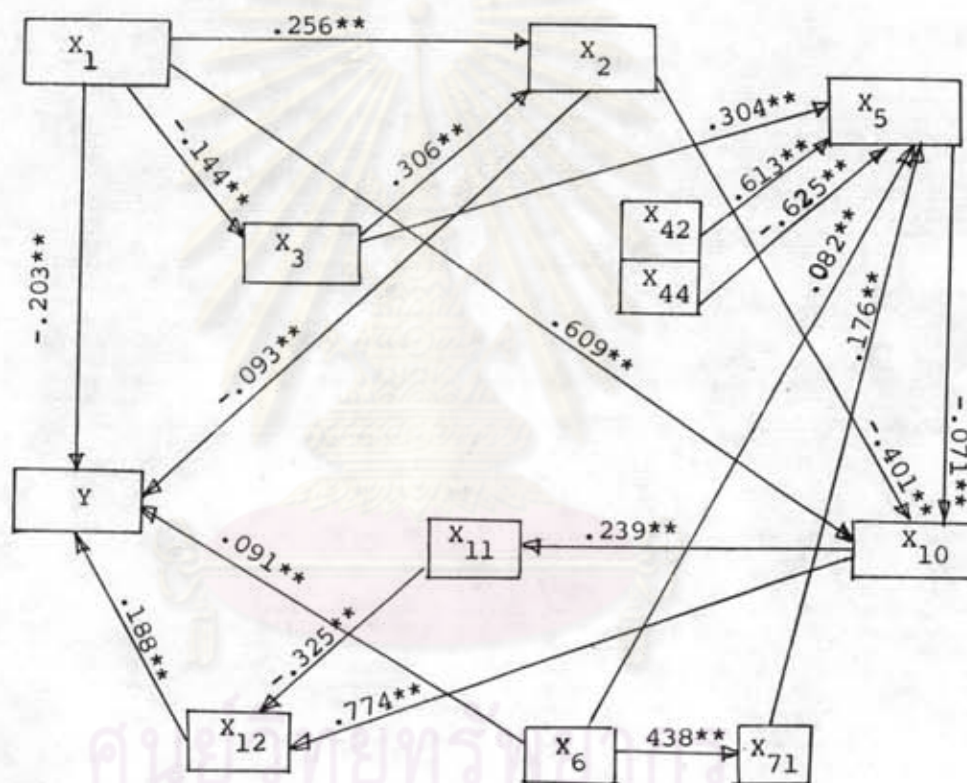 X1
.256**
X2
X5
-.144**
.306**
.304**
.613**
X42
-.625**
X3
X44
.082**
.176**
-.203**
-.093**
.609**
-.401**
-.071**
Y
.091**
X11
.239**
X10
.188**
-.325**
.774**
X12
X6
438**
X71